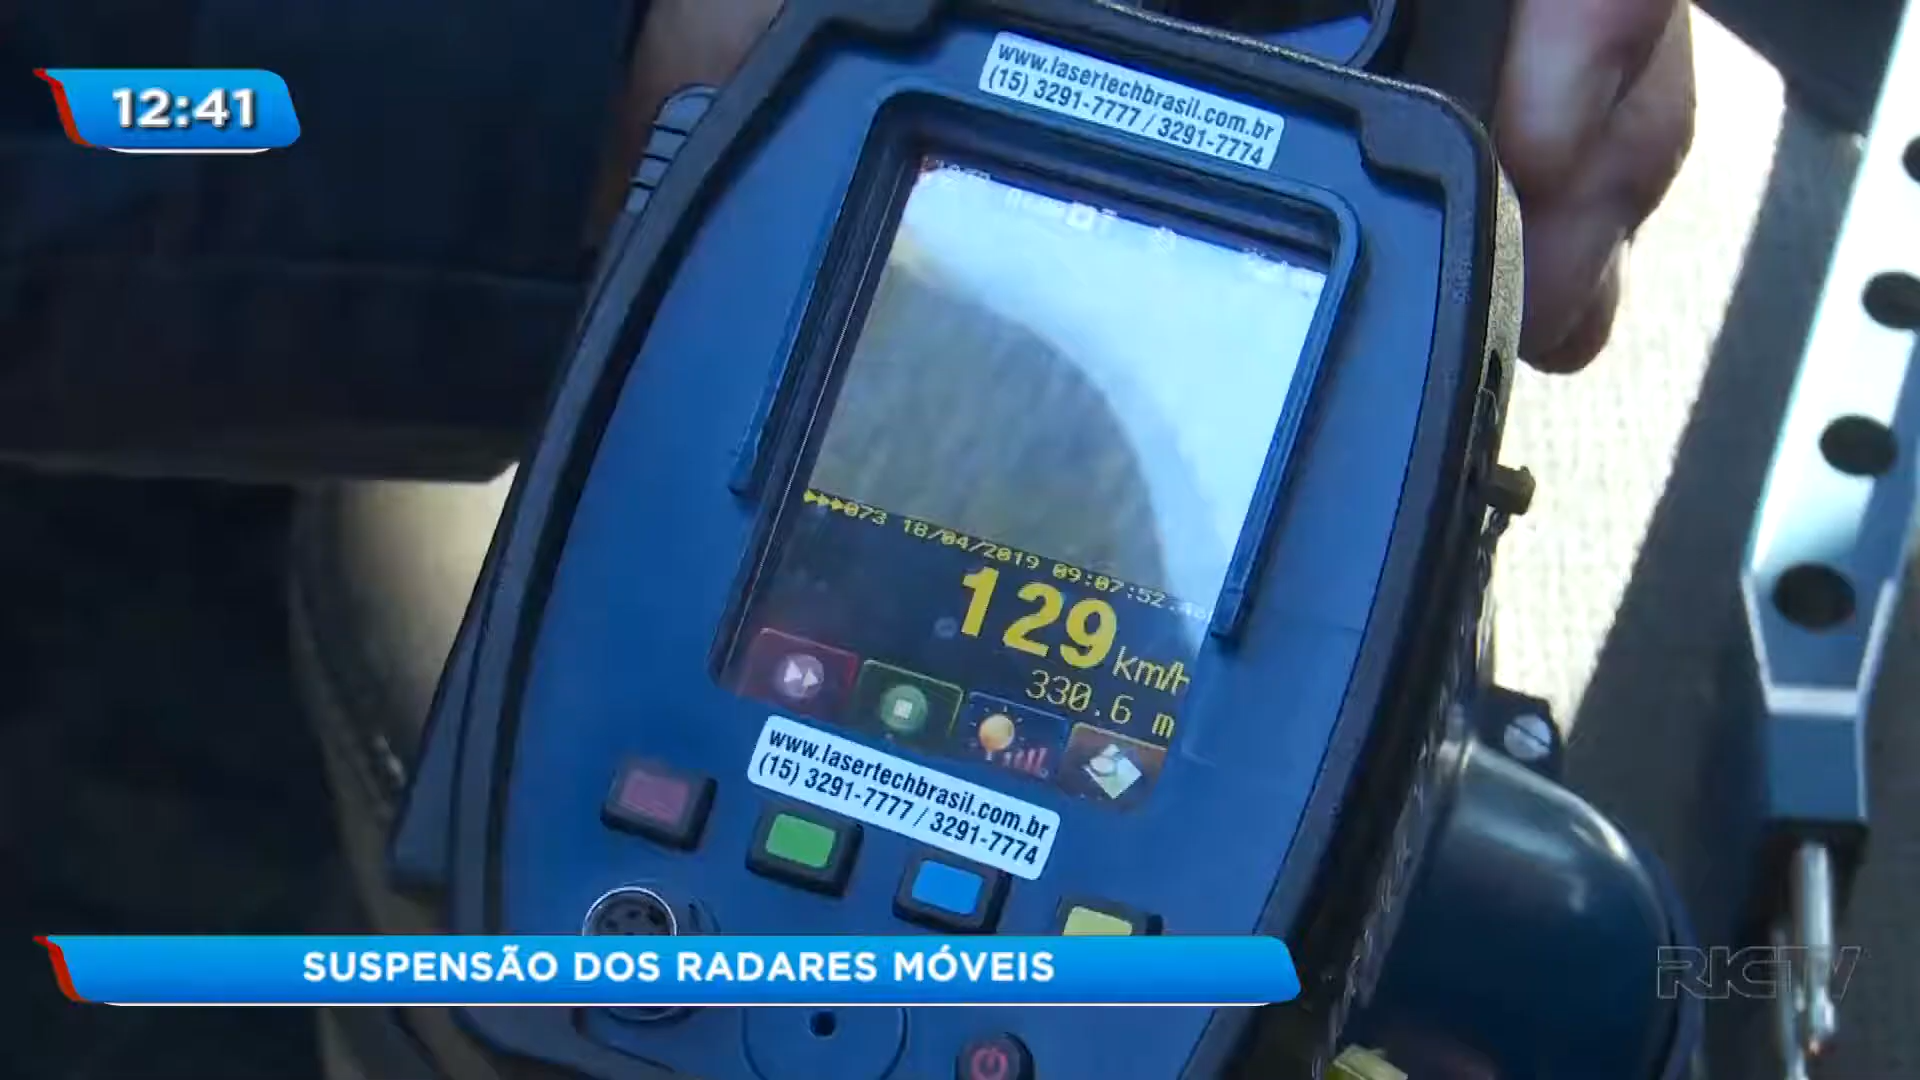 12:41
www.lasertechbrasil.com.br
(15) 3291-7777 / 3291-7774
073 18/04/2019 09:07:52
129 km/h
330.6 m
www.lasertechbrasil.com.br
(15) 3291-7777 / 3291-7774
SUSPENSÃO DOS RADARES MÓVEIS
RICTV